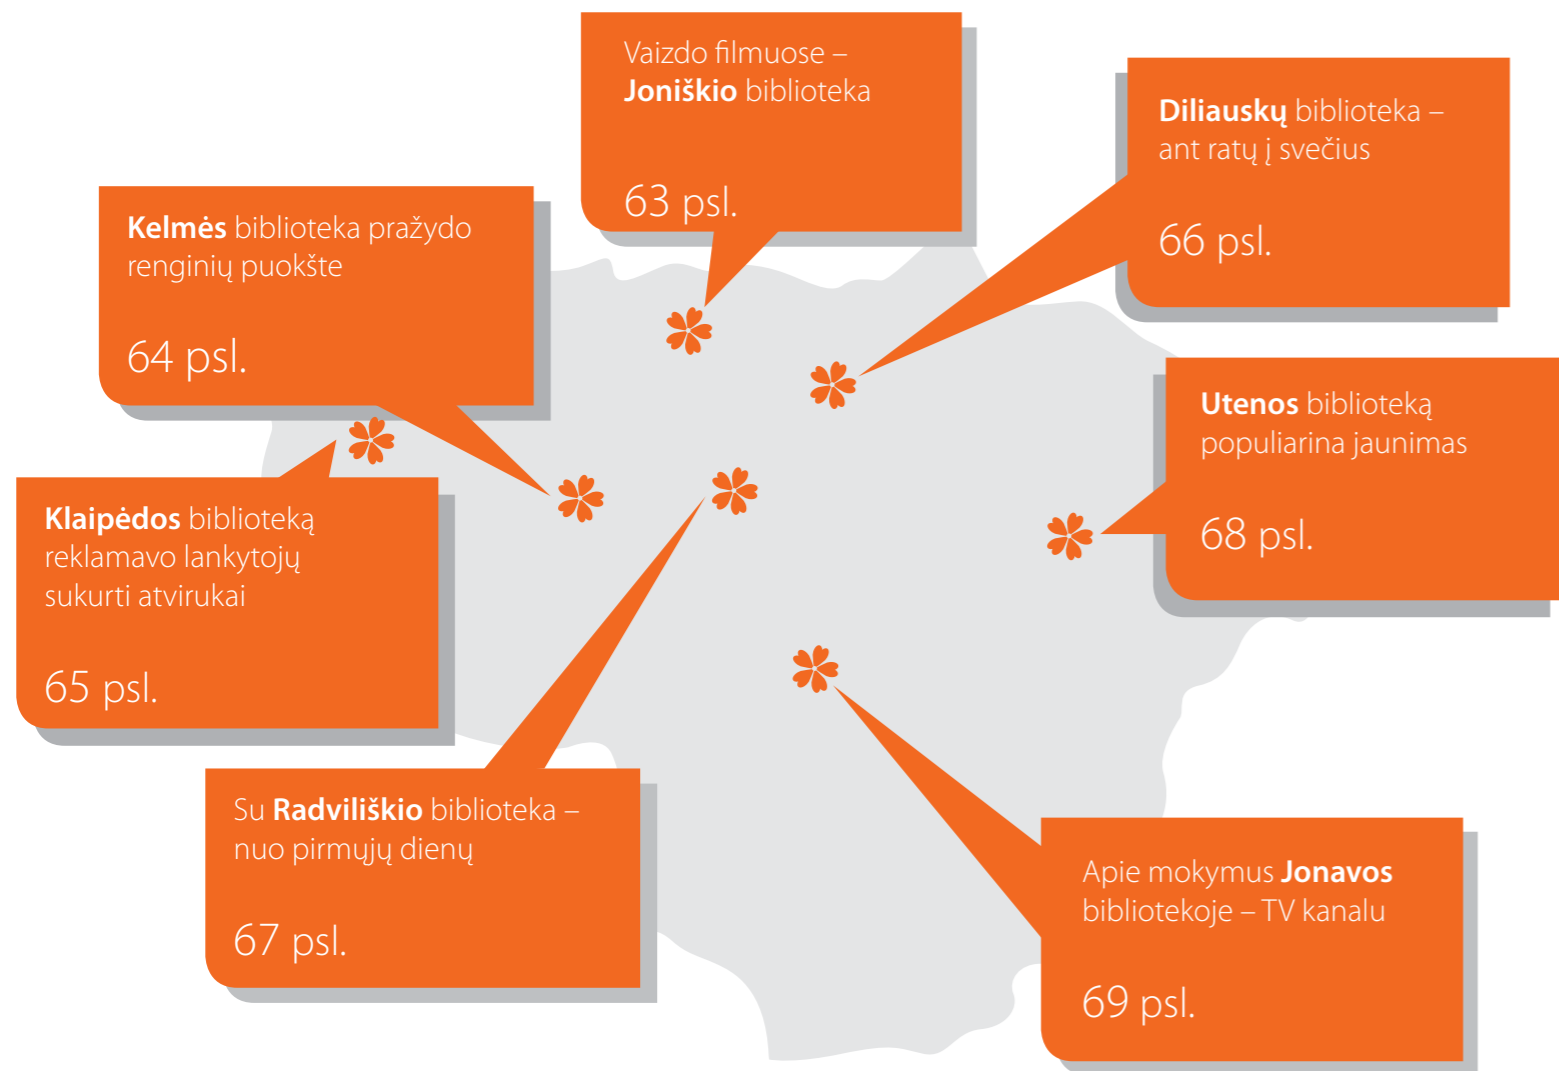 Vaizdo filmuose –
Joniškio biblioteka
63 psl.
Diliauskų biblioteka –
ant ratų į svečius
66 psl.
Kelmės biblioteka pražydo
renginių puokšte
64 psl.
Utenos biblioteką
populiarina jaunimas
68 psl.
Klaipėdos biblioteką
reklamavo lankytojų
sukurti atvirukai
65 psl.
Su Radviliškio biblioteka –
nuo pirmųjų dienų
67 psl.
Apie mokymus Jonavos
bibliotekoje – TV kanalu
69 psl.